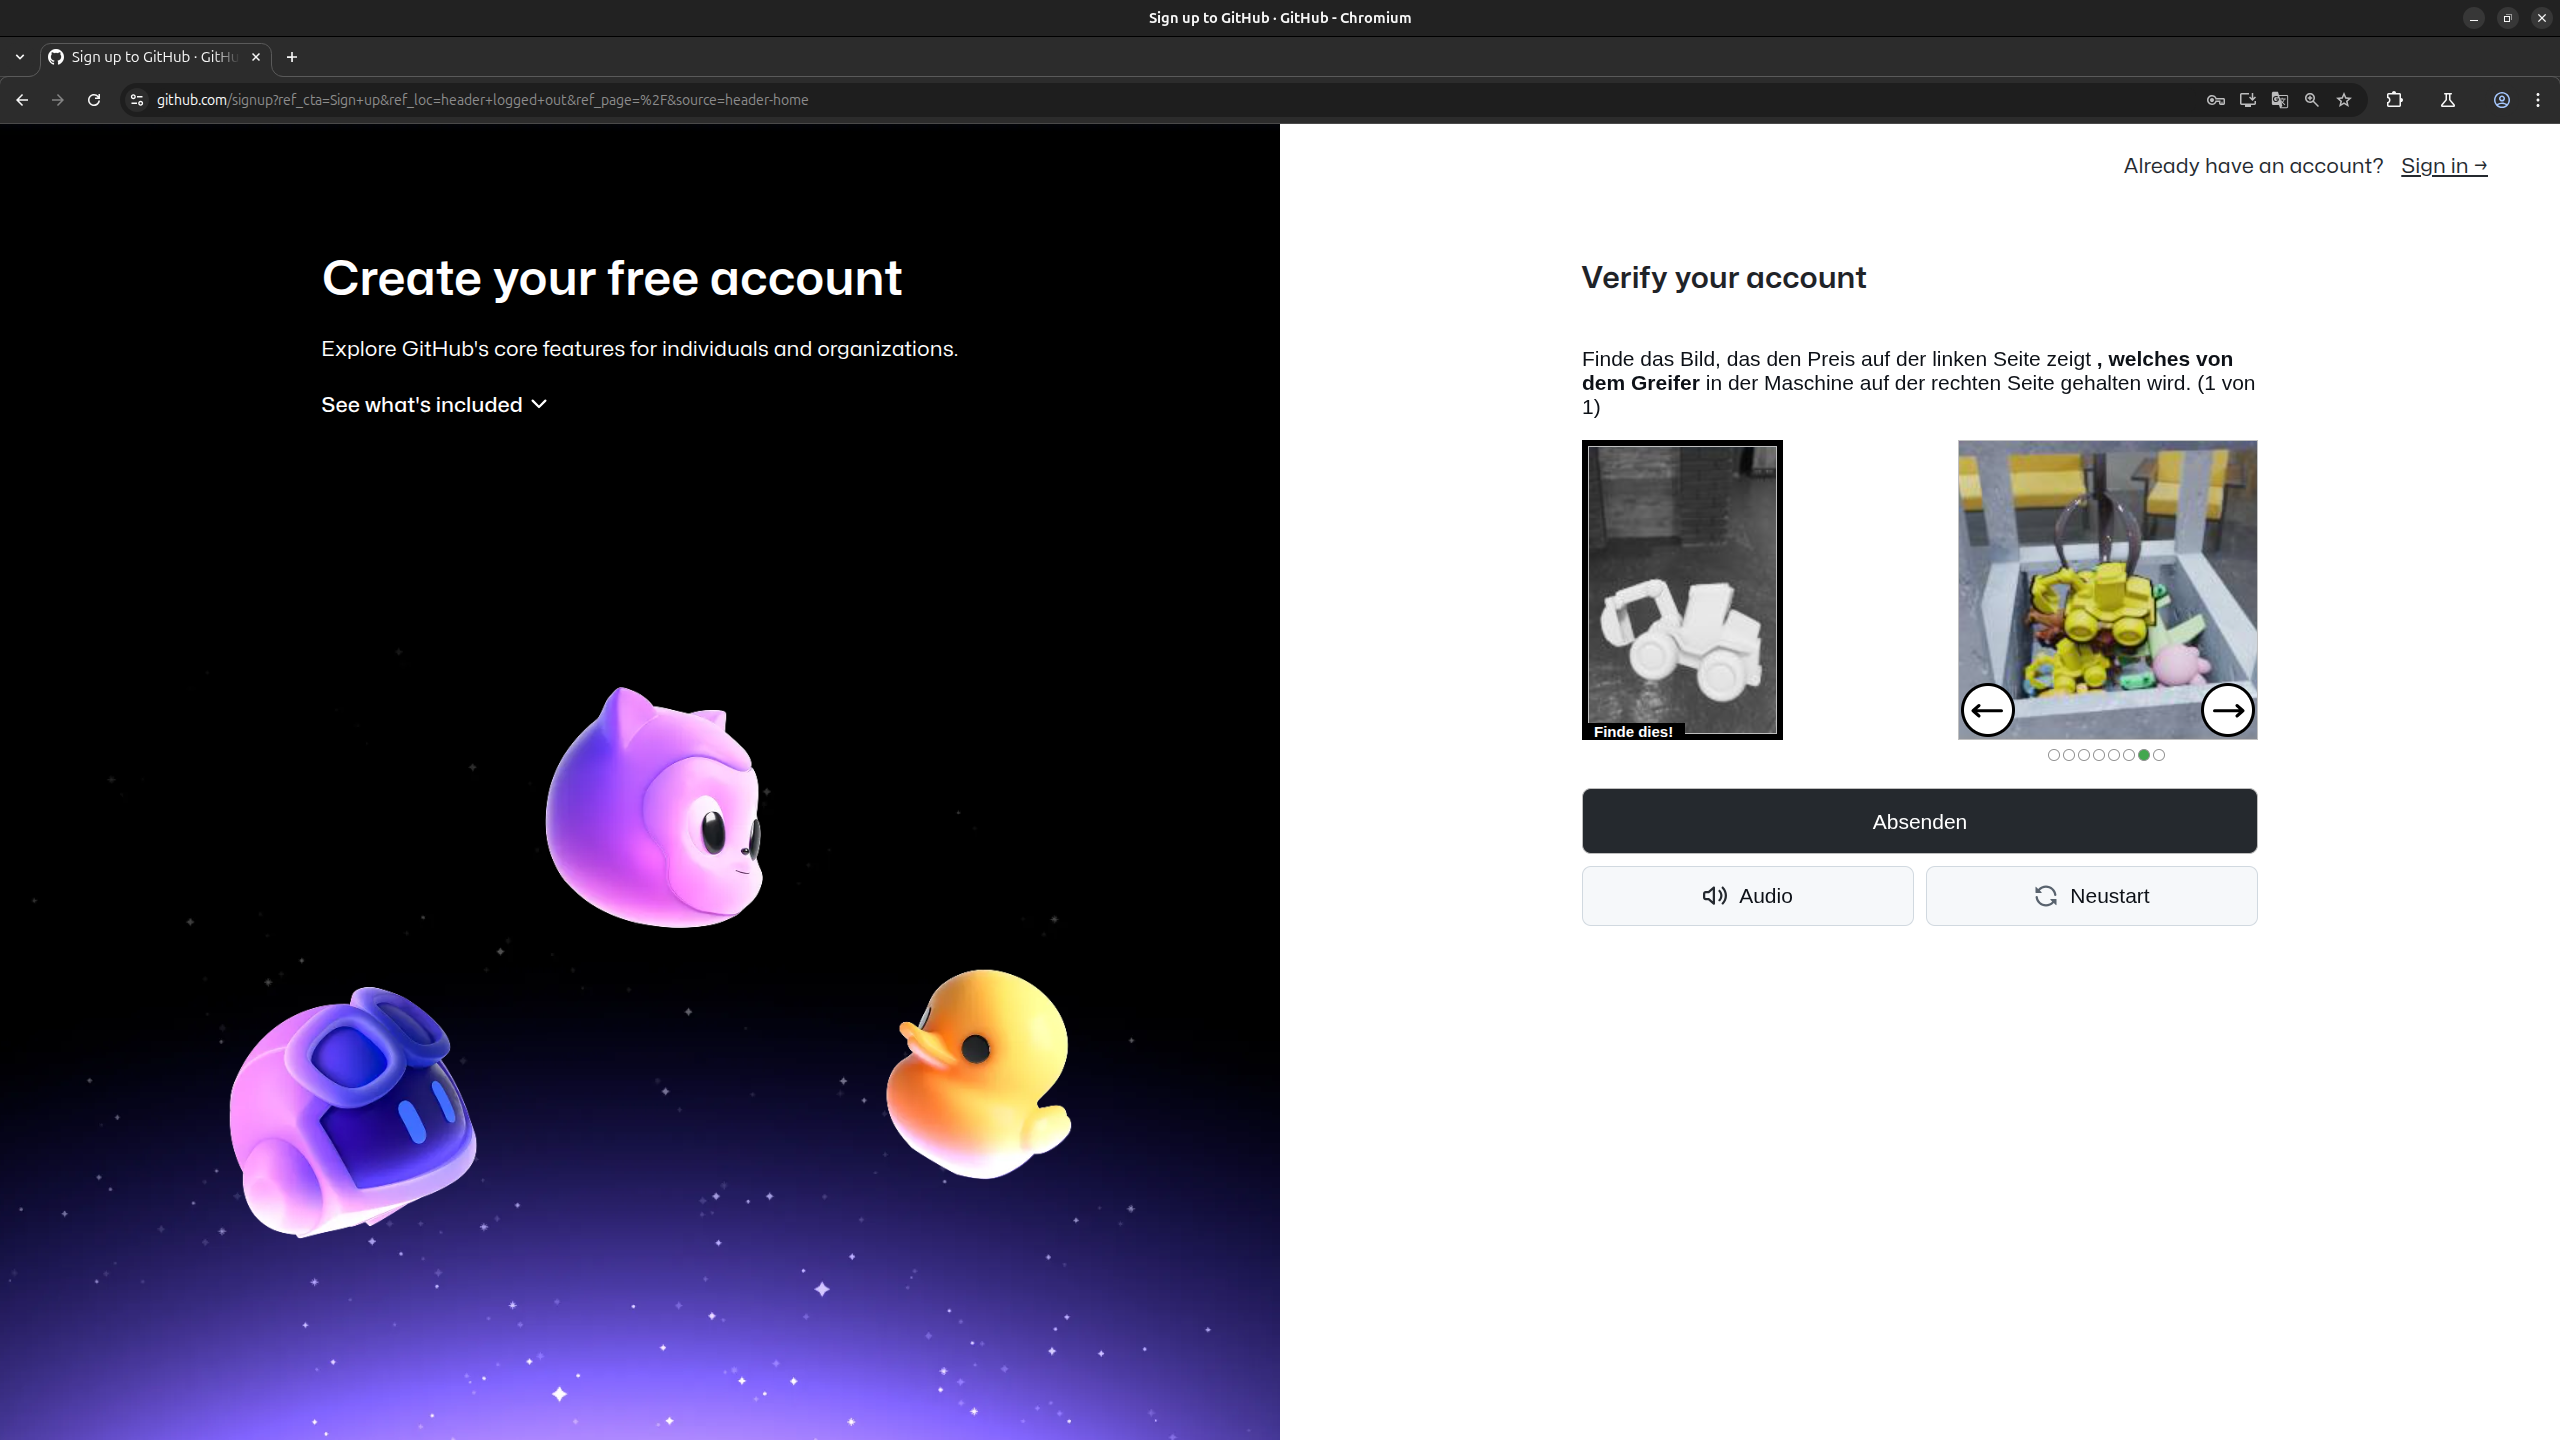 Sign up to GitHub · GitHub - Chromium
Sign up to GitHub · GitHu
github.com/signup?ref_cta=Sign+up&ref_loc=header+logged+out&ref_page=%2F&source=header-home
Already have an account? Sign in →
Create your free account
Explore GitHub's core features for individuals and organizations.
See what's included
Verify your account
Finde das Bild, das den Preis auf der linken Seite zeigt , welches von
dem Greifer in der Maschine auf der rechten Seite gehalten wird. (1 von
1)
Finde dies!
Absenden
Audio
Neustart